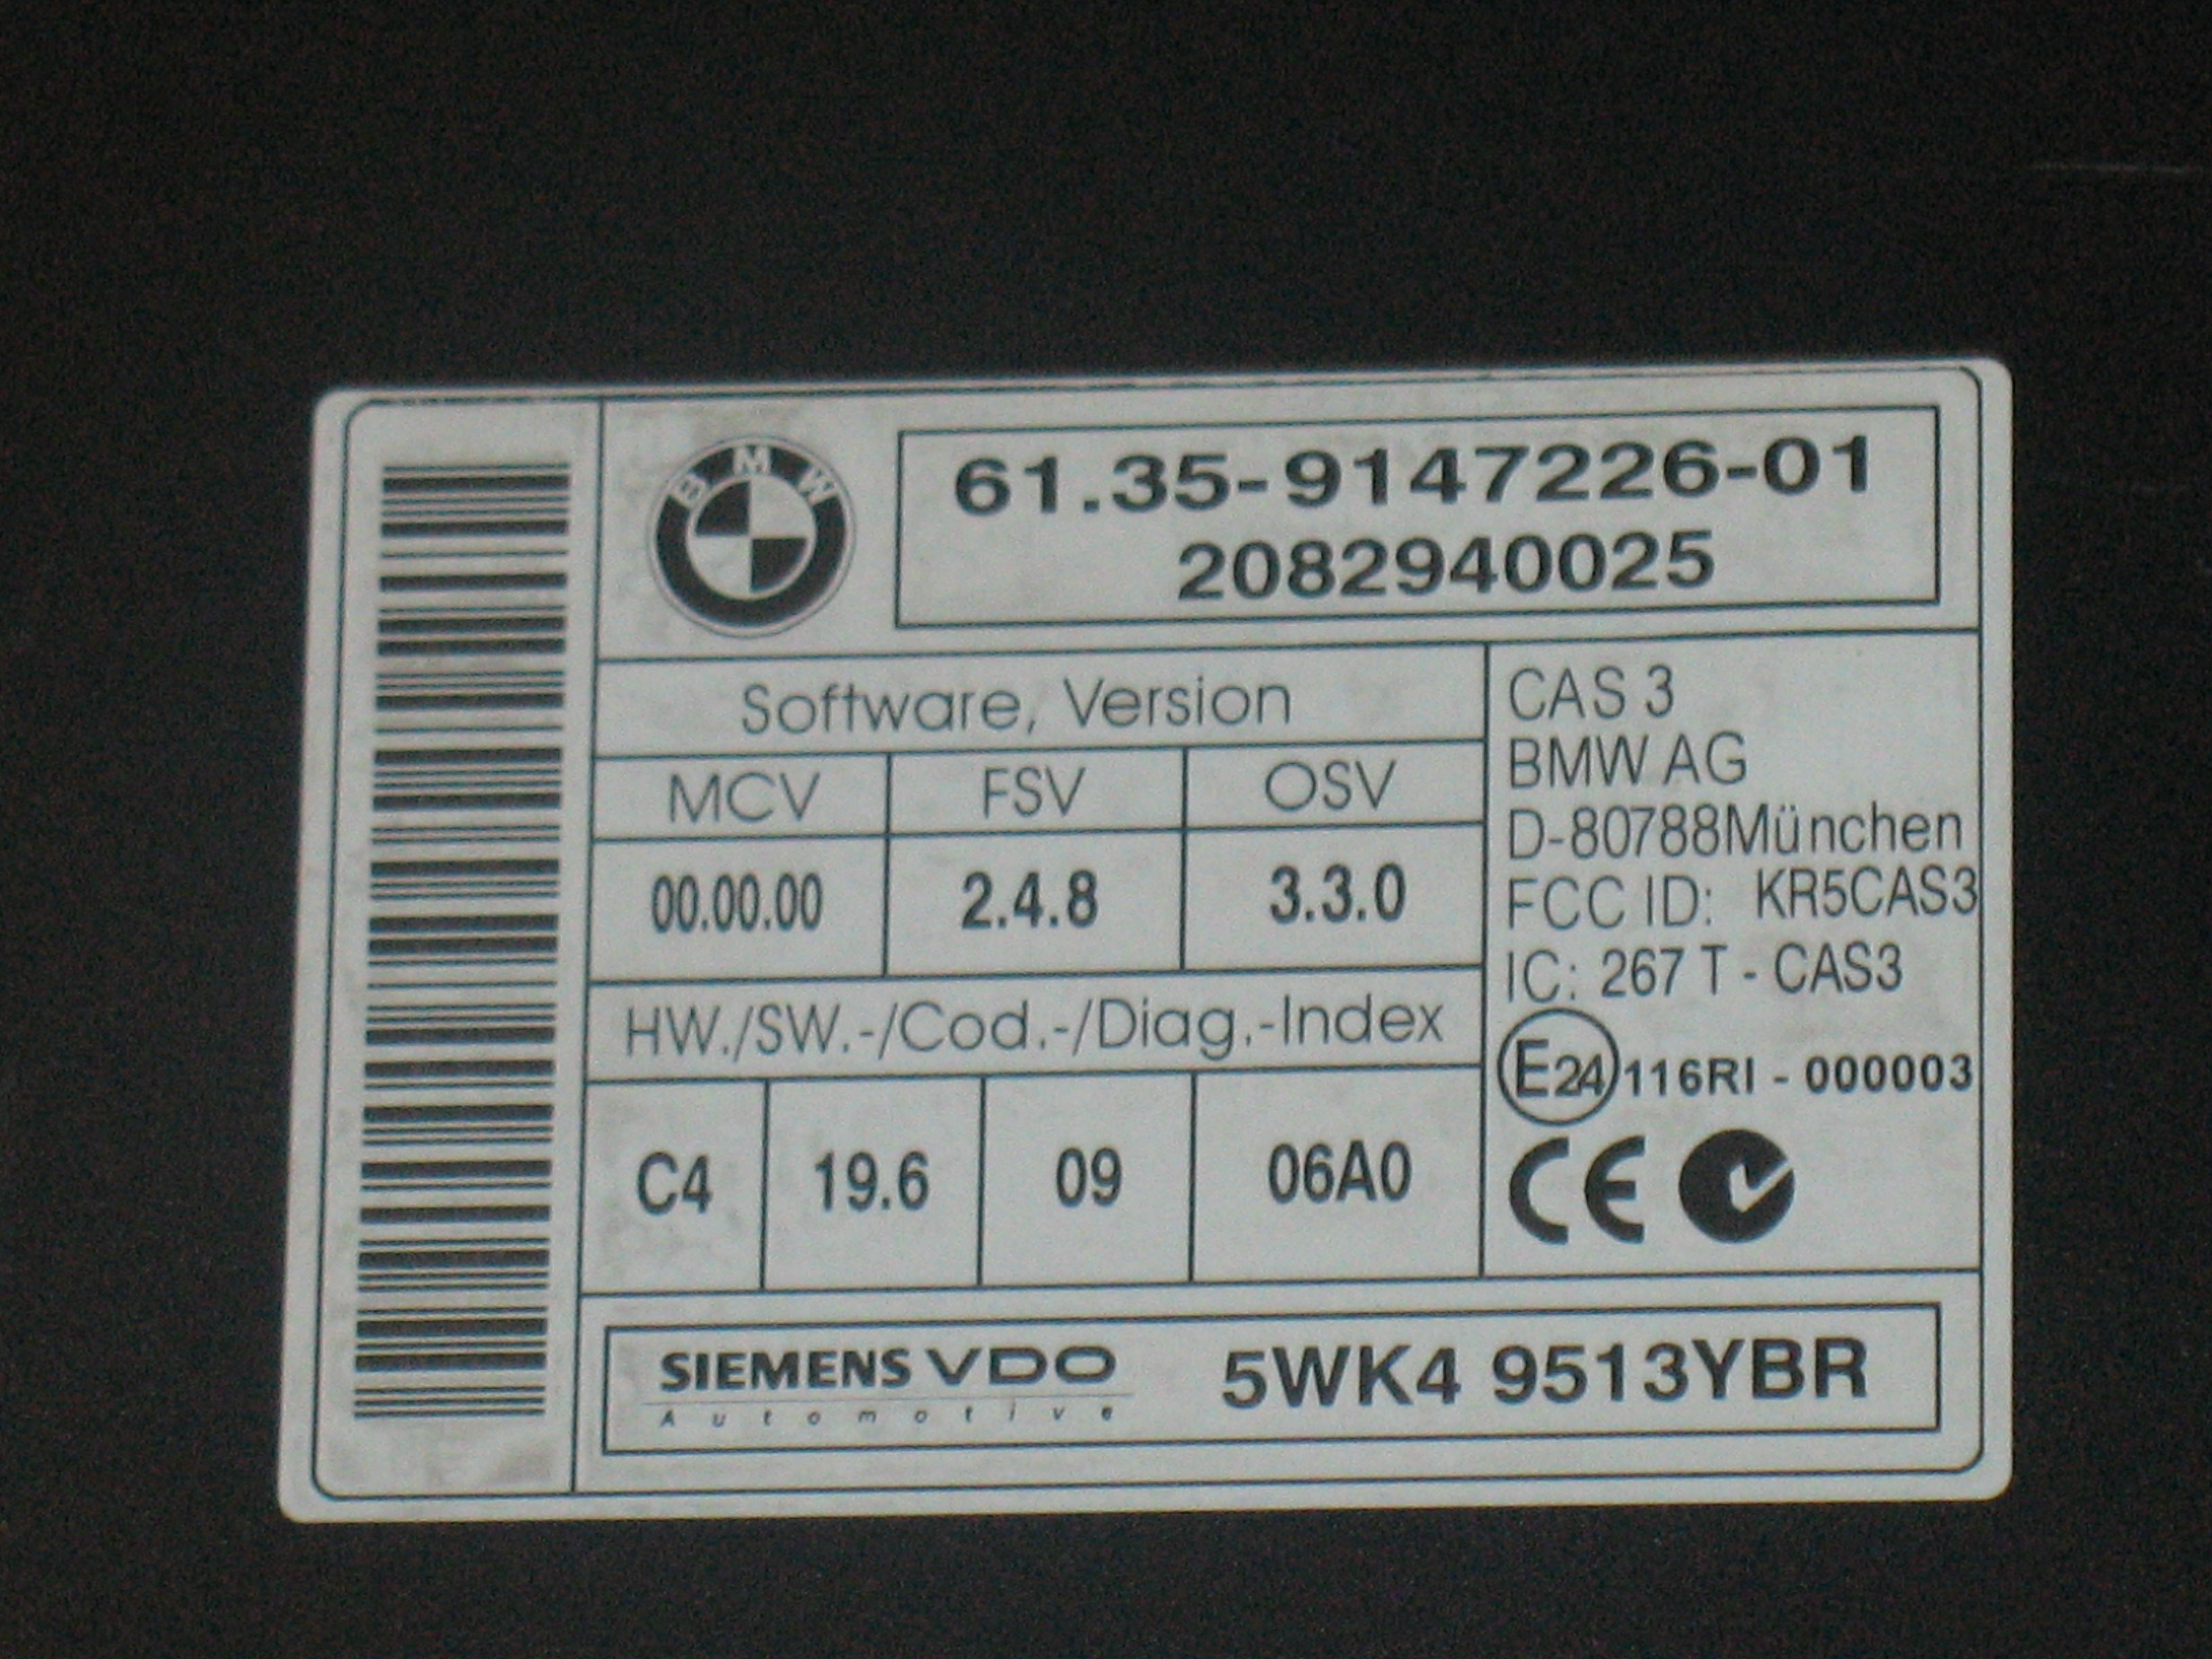 BMW
61.35-9147226-01
2082940025
Software, Version
MCV FSV OSV
00.00.00 2.4.8 3.3.0
HW./SW.-/Cod.-/Diag.-Index
C4 19.6 09 06A0
CAS 3
BMW AG
D-80788München
FCC ID: KR5CAS3
IC: 267 T - CAS3
E24 116RI - 000003
CE
SIEMENS VDO
Automotive
5WK4 9513YBR